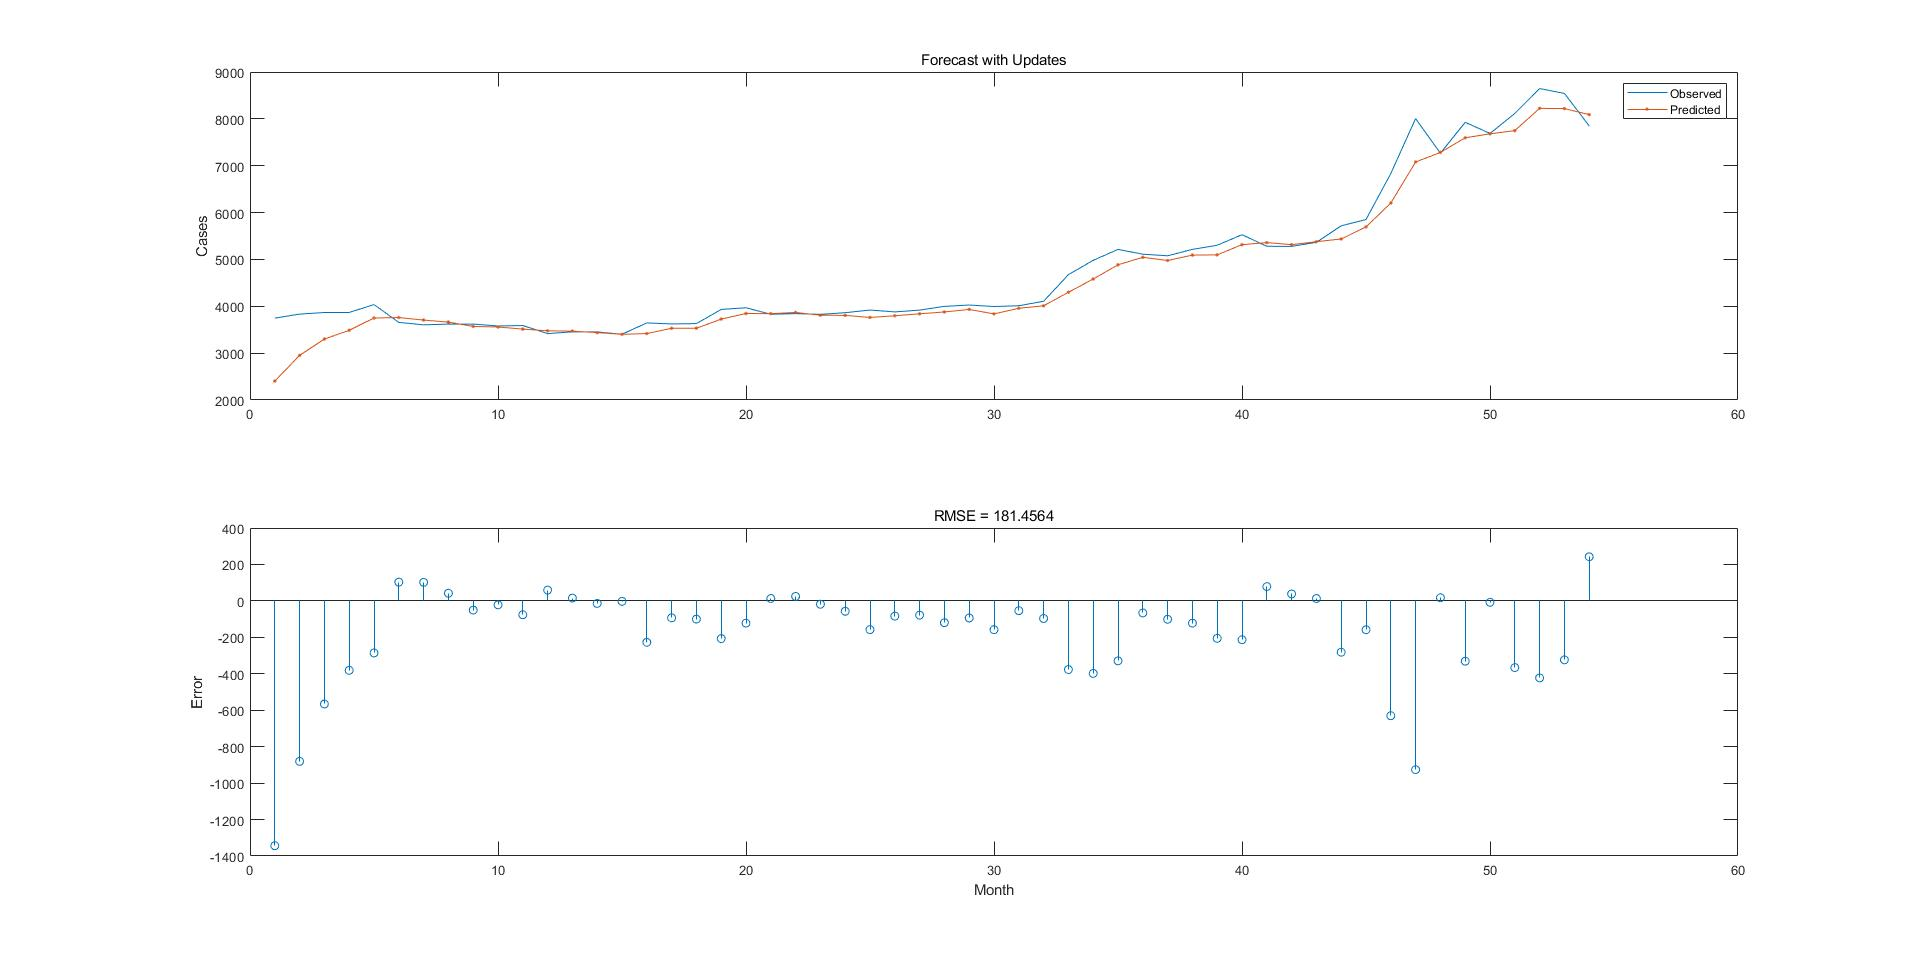 Forecast with Updates
9000
8000
7000
6000
5000
4000
3000
2000
Cases
Observed
Predicted
0 10 20 30 40 50 60
RMSE = 181.4564
400
200
0
-200
-400
-600
-800
-1000
-1200
-1400
Error
0 10 20 30 40 50 60
Month